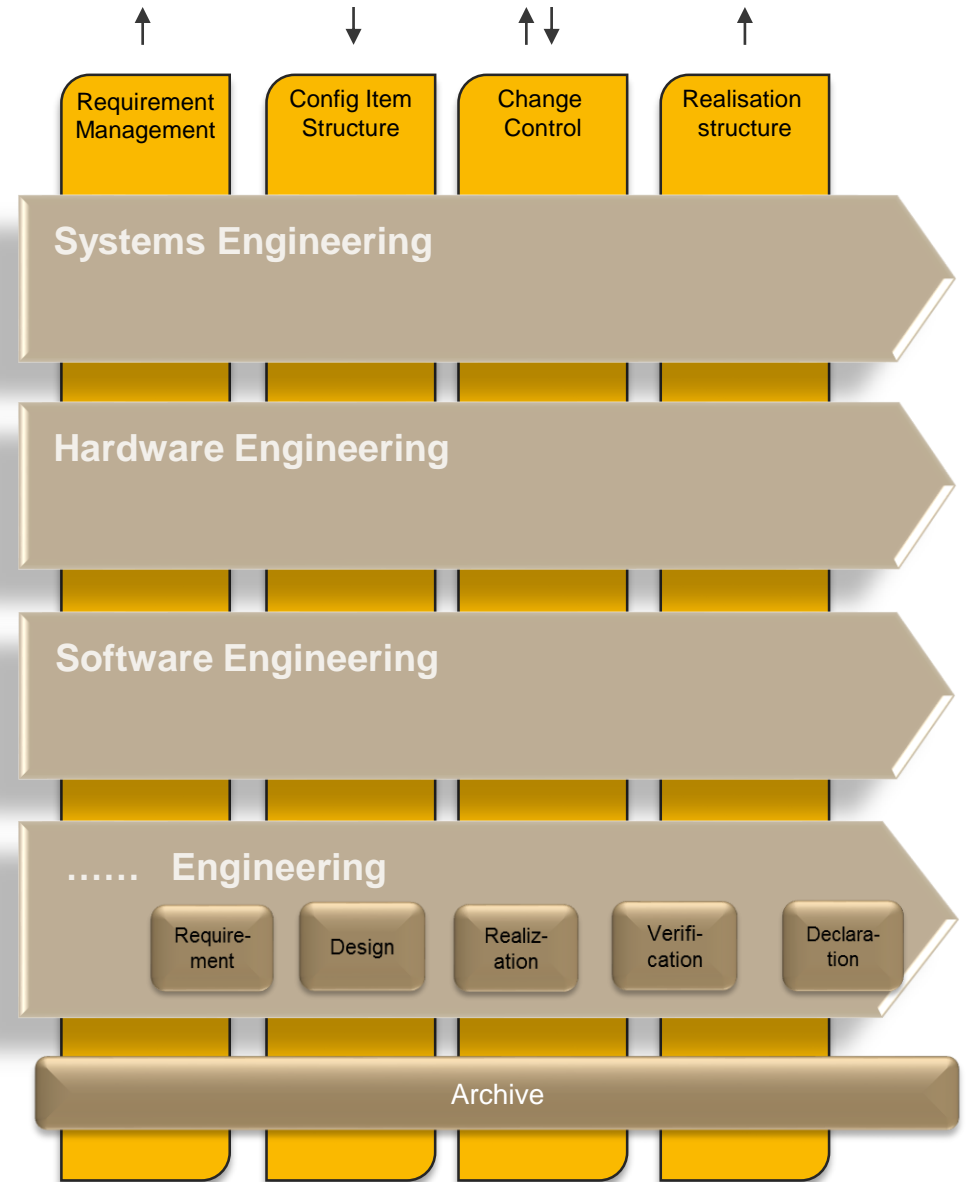 Requirement
Management
Config Item
Structure
Change
Control
Realisation
structure
Systems Engineering
Hardware Engineering
Software Engineering
…… Engineering
Require-
ment
Design
Realiz-
ation
Verifi-
cation
Declara-
tion
Archive